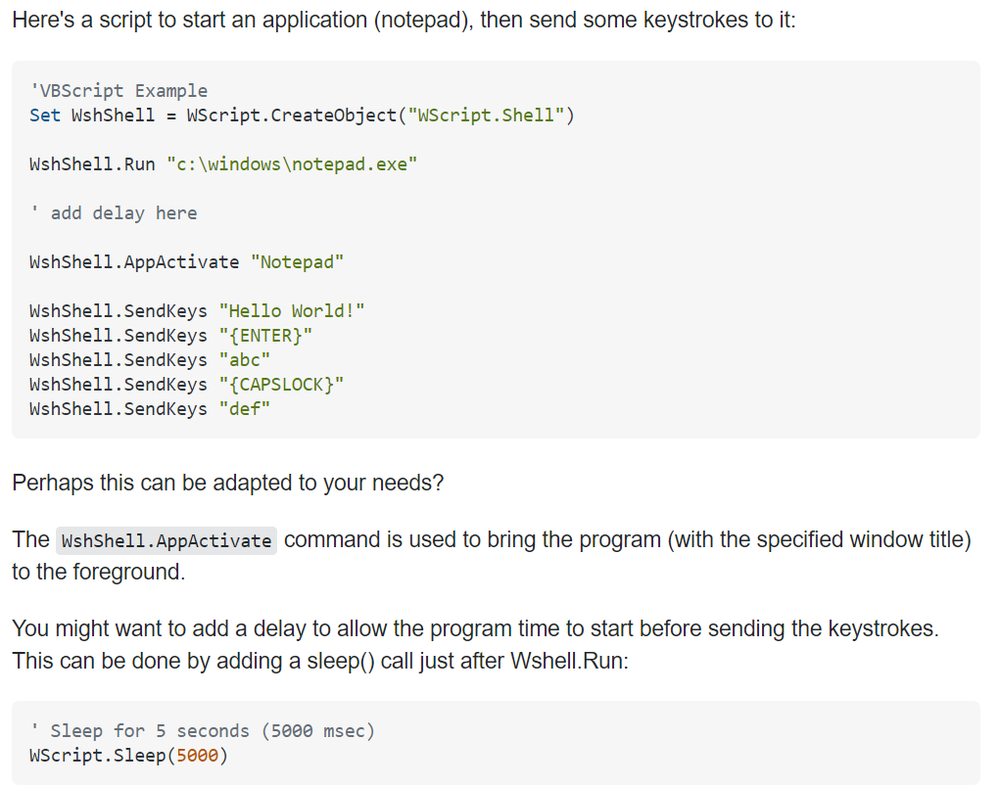 Here's a script to start an application (notepad), then send some keystrokes to it:
'VBScript Example
Set WshShell = WScript.CreateObject("WScript.Shell")
WshShell.Run "c:\windows\notepad.exe"
' add delay here
WshShell.AppActivate "Notepad"
WshShell.SendKeys "Hello World!"
WshShell.SendKeys "{ENTER}"
WshShell.SendKeys "abc"
WshShell.SendKeys "{CAPSLOCK}"
WshShell.SendKeys "def"
Perhaps this can be adapted to your needs?
The WshShell.AppActivate command is used to bring the program (with the specified window title)
to the foreground.
You might want to add a delay to allow the program time to start before sending the keystrokes.
This can be done by adding a sleep() call just after Wshell.Run:
' Sleep for 5 seconds (5000 msec)
WScript.Sleep(5000)